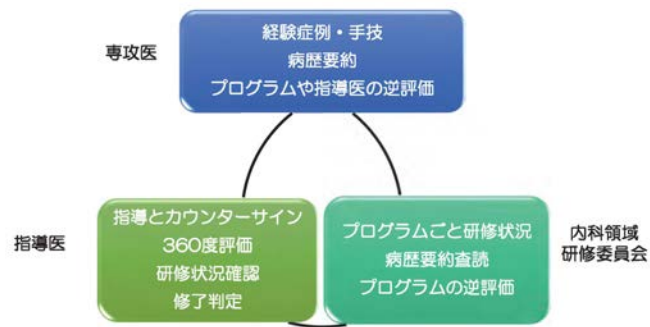 専攻医
経験症例・手技
病歴要約
プログラムや指導医の逆評価
指導医
指導とカウンターサイン
360度評価
研修状況確認
修了判定
プログラムごと研修状況
病歴要約査読
プログラムの逆評価
内科領域
研修委員会